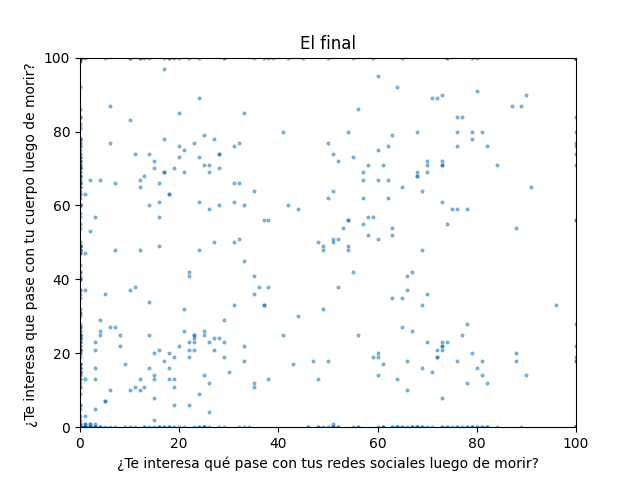 El final
¿Te interesa que pase con tu cuerpo luego de morir?
100
80
60
40
20
0
0 20 40 60 80 100
¿Te interesa qué pase con tus redes sociales luego de morir?